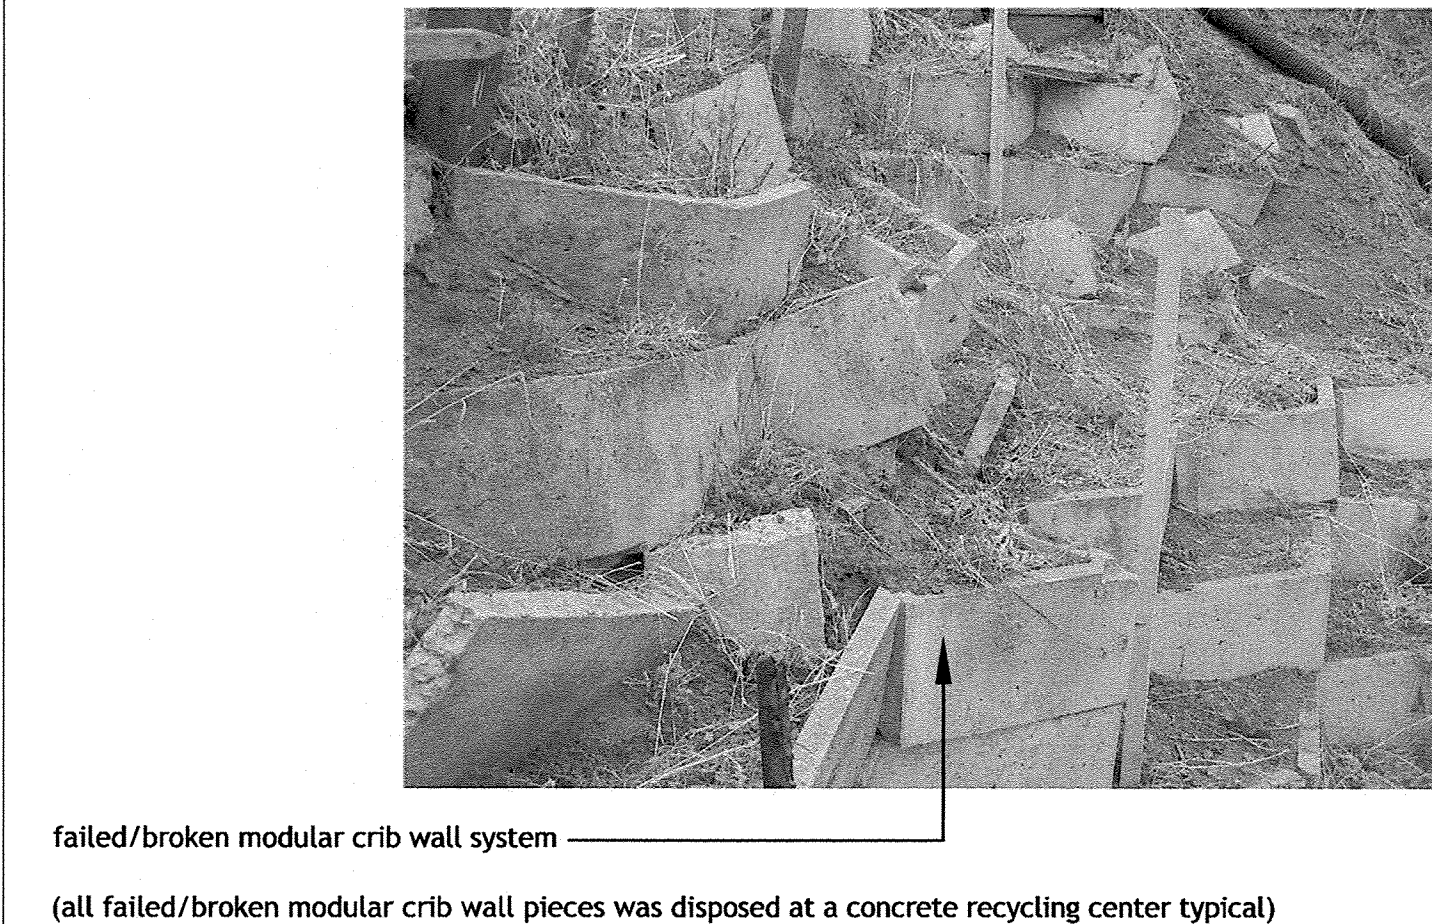 failed/broken modular crib wall system
(all failed/broken modular crib wall pieces was disposed at a concrete recycling center typical)